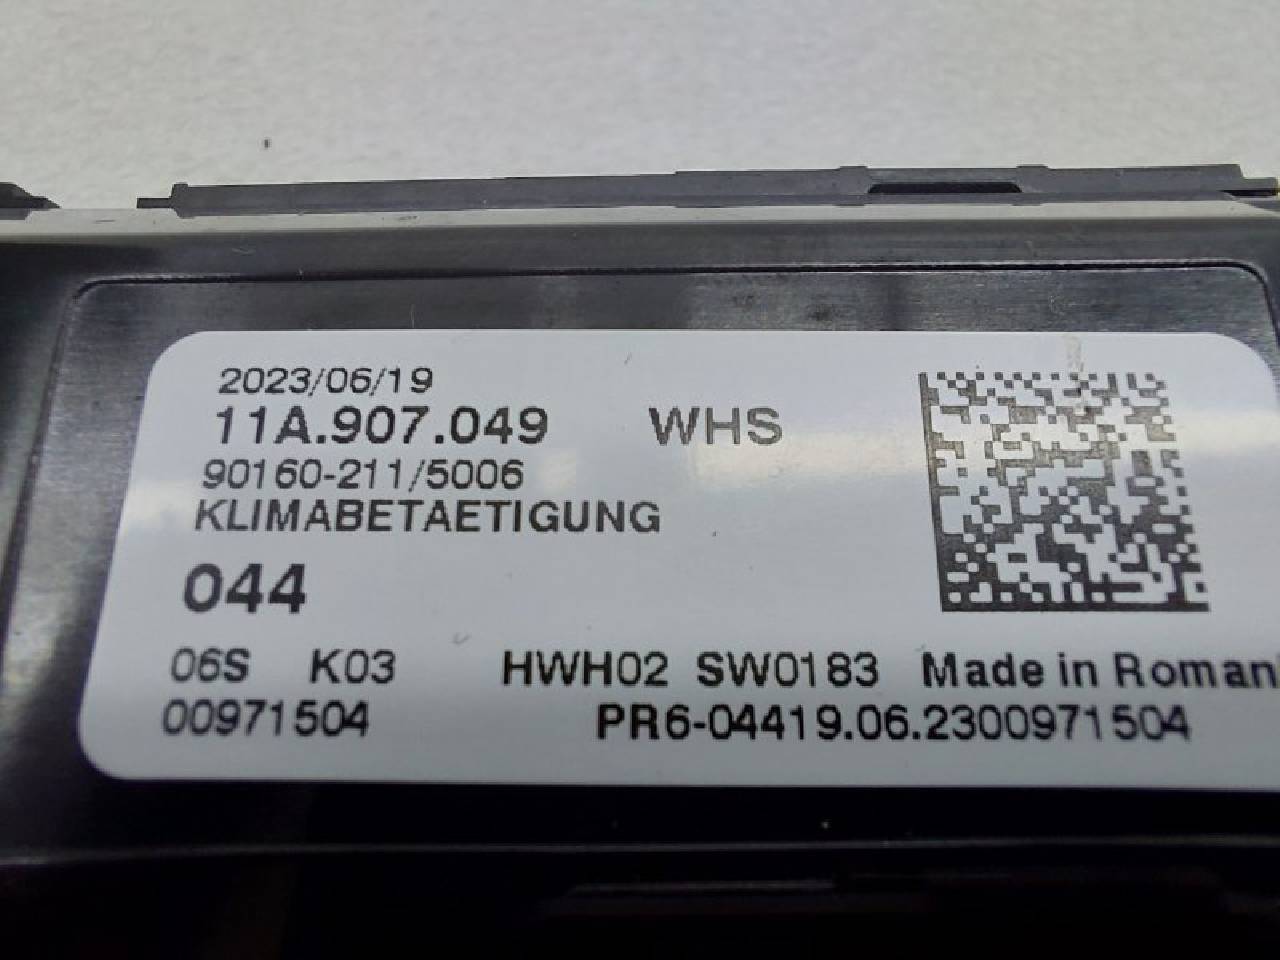 2023/06/19
11A.907.049 WHS
90160-211/5006
KLIMABETAETIGUNG
044
06S K03 HWH02 SW0183 Made in Roman
00971504 PR6-04419.06.2300971504